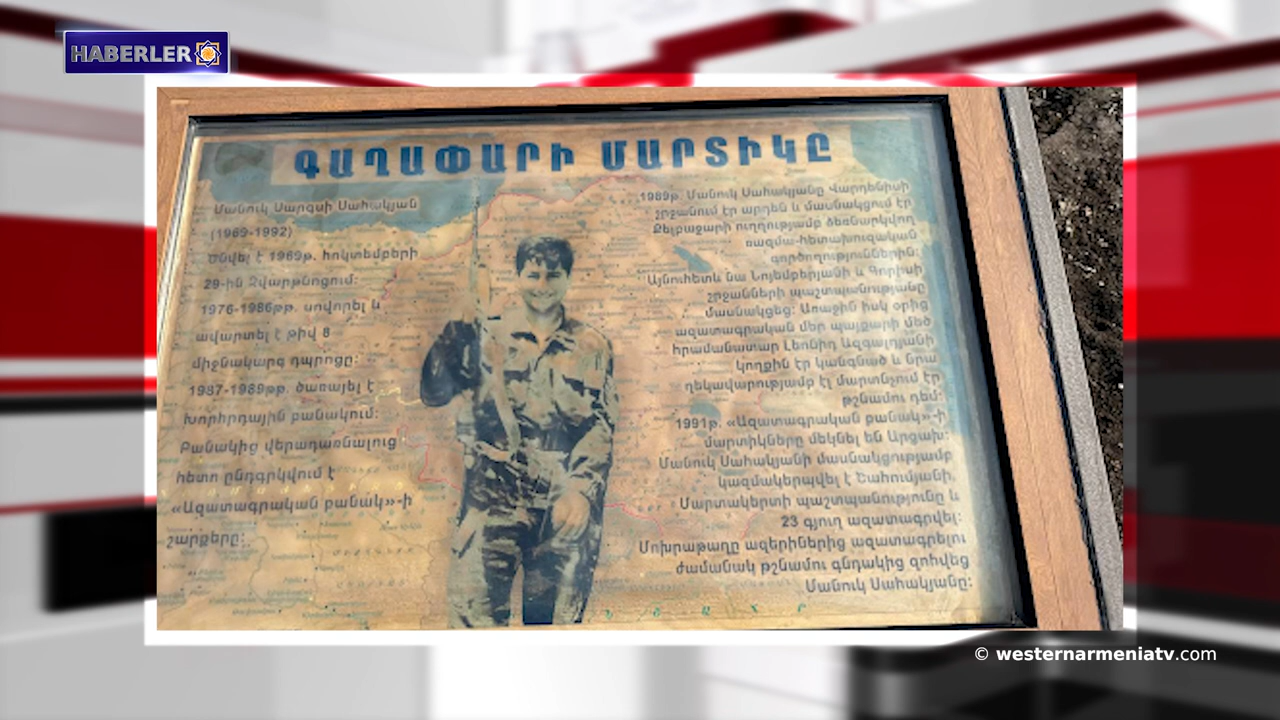 HABERLER
ԳԱՂԱՓԱՐԻ ՄԱՐՏԻԿԸ
Մանուկ Սարգսի Սահակյան
(1969-1992)
Ծնվել է 1969թ. հոկտեմբերի
29-ին Զվարթնոցում:
1976-1986թթ. սովորել և
ավարտել է թիվ 8
միջնակարգ դպրոցը:
1987-1989թթ. ծառայել է
Խորհրդային բանակում:
Բանակից վերադառնալուց
հետո ընդգրկվում է
«Ազատագրական բանակ»-ի
շարքերը:
1989թ. Մանուկ Սահակյանը Վարդենիսի
շրջանում էր արդեն և մասնակցում էր
Քելբաջարի ուղղությամբ ձեռնարկվող
ռազմա-հետախուզական
գործողություններին:
Այնուհետև նա Նոյեմբերյանի և Գորիսի
շրջանների պաշտպանությանը
մասնակցեց: Առաջին իսկ օրից
ազատագրական մեր պայքարի մեծ
հրամանատար Լեոնիդ Ազգալդյանի
կողքին էր կանգնած և նրա
ղեկավարությամբ էլ մարտնչում էր
թշնամու դեմ:
1991թ. «Ազատագրական բանակ»-ի
մարտիկները մեկնել են Արցախ:
Մանուկ Սահակյանի մասնակցությամբ
կազմակերպվել է Շահումյանի,
Մարտակերտի պաշտպանությունը և
23 գյուղ ազատագրվել:
Մոխրաթաղը ազերիներից ազատագրելու
ժամանակ թշնամու գնդակից զոհվեց
Մանուկ Սահակյանը:
© westernarmeniatv.com